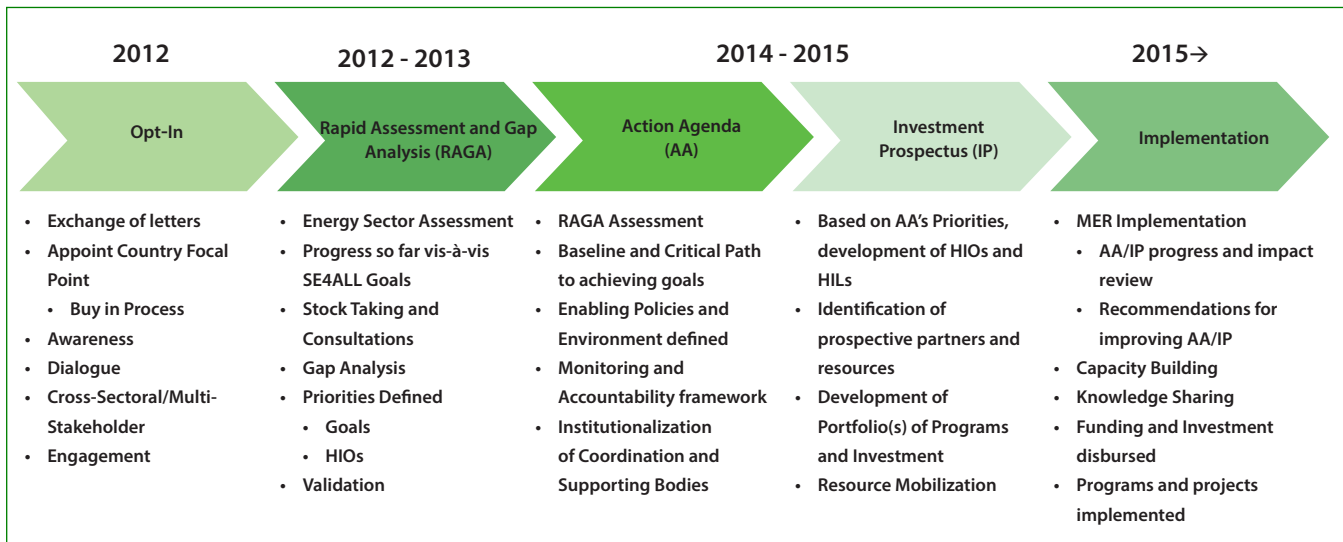 2012
2012 - 2013
2014 - 2015
2015→
Opt-In
Rapid Assessment and Gap
Analysis (RAGA)
Action Agenda
(AA)
Investment
Prospectus (IP)
Implementation
• Exchange of letters
• Appoint Country Focal
Point
• Buy in Process
• Awareness
• Dialogue
• Cross-Sectoral/Multi-
Stakeholder
• Engagement
• Energy Sector Assessment
• Progress so far vis-à-vis
SE4ALL Goals
• Stock Taking and
Consultations
• Gap Analysis
• Priorities Defined
• Goals
• HIOs
• Validation
• RAGA Assessment
• Baseline and Critical Path
to achieving goals
• Enabling Policies and
Environment defined
• Monitoring and
Accountability framework
• Institutionalization
of Coordination and
Supporting Bodies
• Based on AA's Priorities,
development of HIOs and
HILs
• Identification of
prospective partners and
resources
• Development of
Portfolio(s) of Programs
and Investment
• Resource Mobilization
• MER Implementation
• AA/IP progress and impact
review
• Recommendations for
improving AA/IP
• Capacity Building
• Knowledge Sharing
• Funding and Investment
disbursed
• Programs and projects
implemented